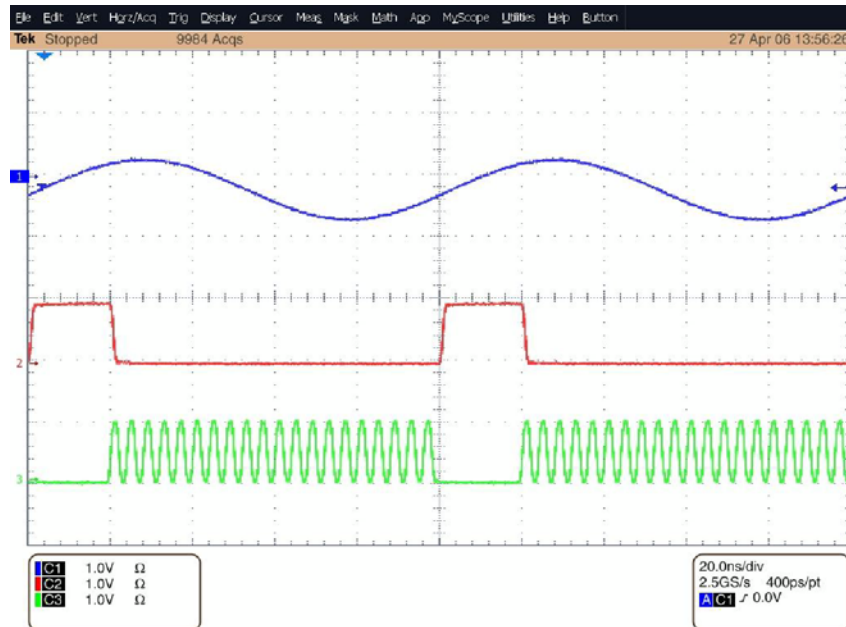 File Edit Vert Horz/Acq Trig Display Cursor Meas Mask Math App MyScope Utilities Help Button
Tek Stopped 9984 Acqs 27 Apr 06 13:56:26
1
2
3
C1 1.0V Ω
C2 1.0V Ω
C3 1.0V Ω
20.0ns/div
2.5GS/s 400ps/pt
A C1 0.0V